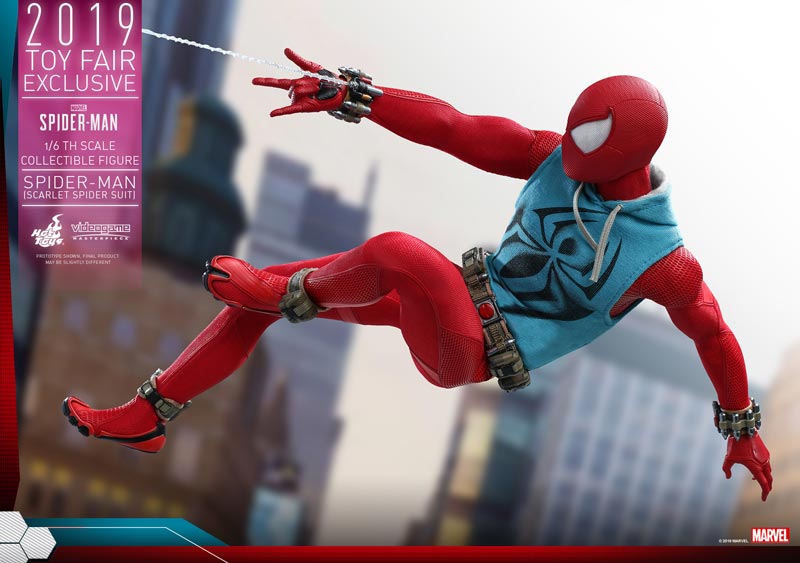 2019
TOY FAIR
EXCLUSIVE
MARVEL
SPIDER-MAN
1/6 TH SCALE
COLLECTIBLE FIGURE
SPIDER-MAN
(SCARLET SPIDER SUIT)
Hot Toys
videogame
MASTERPIECE
PROTOTYPE SHOWN, FINAL PRODUCT
MAY BE SLIGHTLY DIFFERENT
© 2019 MARVEL
MARVEL